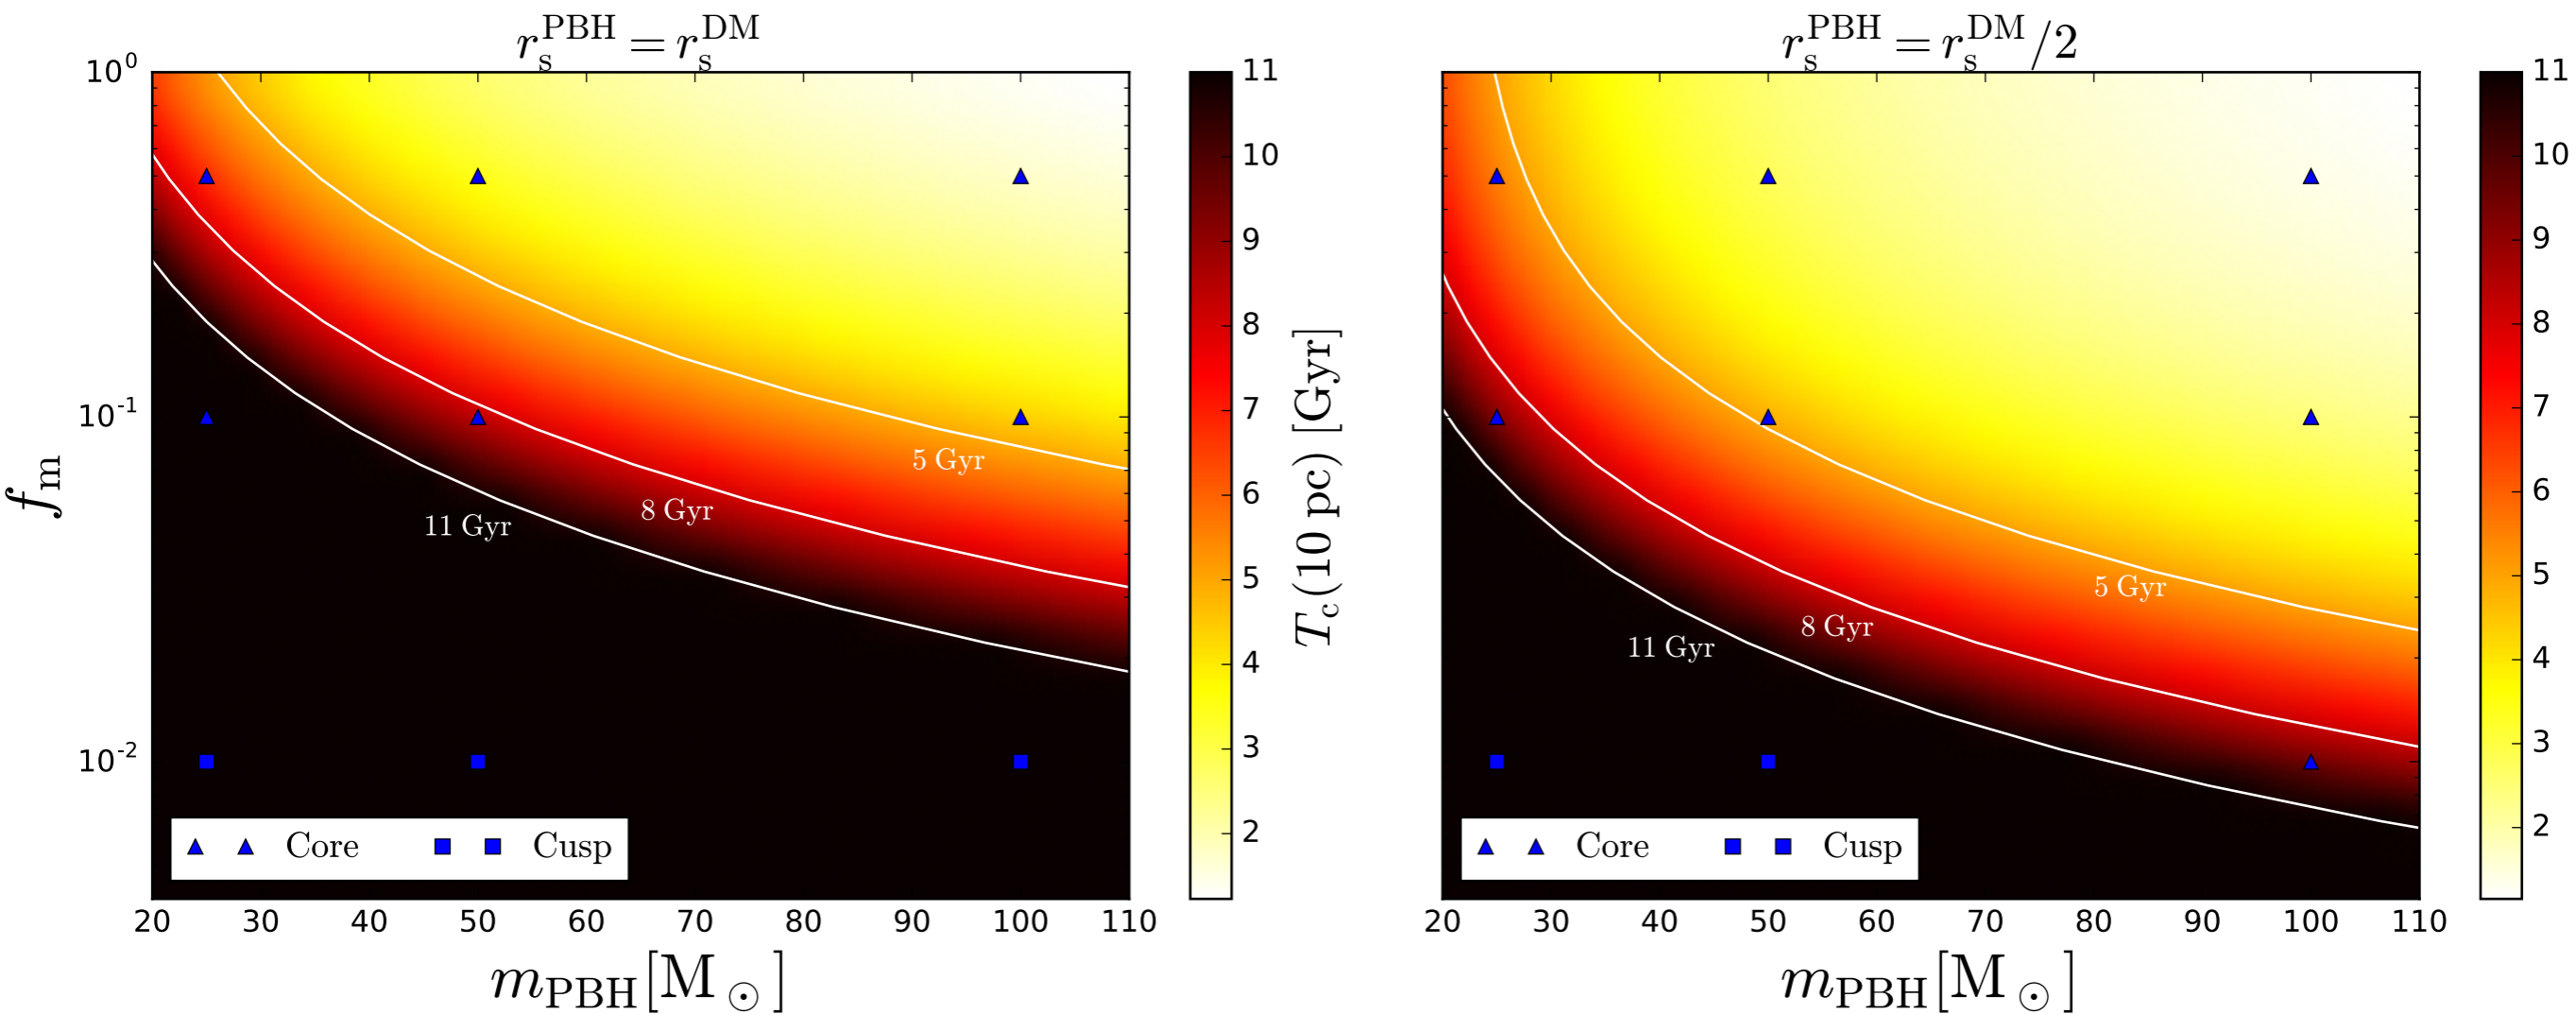 r_s^PBH = r_s^DM
r_s^PBH = r_s^DM/2
10^0
10^-1
10^-2
f_m
5 Gyr
8 Gyr
11 Gyr
Core
Cusp
20 30 40 50 60 70 80 90 100 110
m_PBH[M_⊙]
11
10
9
8
7
6
5
4
3
2
T_c(10 pc) [Gyr]
5 Gyr
8 Gyr
11 Gyr
Core
Cusp
20 30 40 50 60 70 80 90 100 110
m_PBH[M_⊙]
11
10
9
8
7
6
5
4
3
2